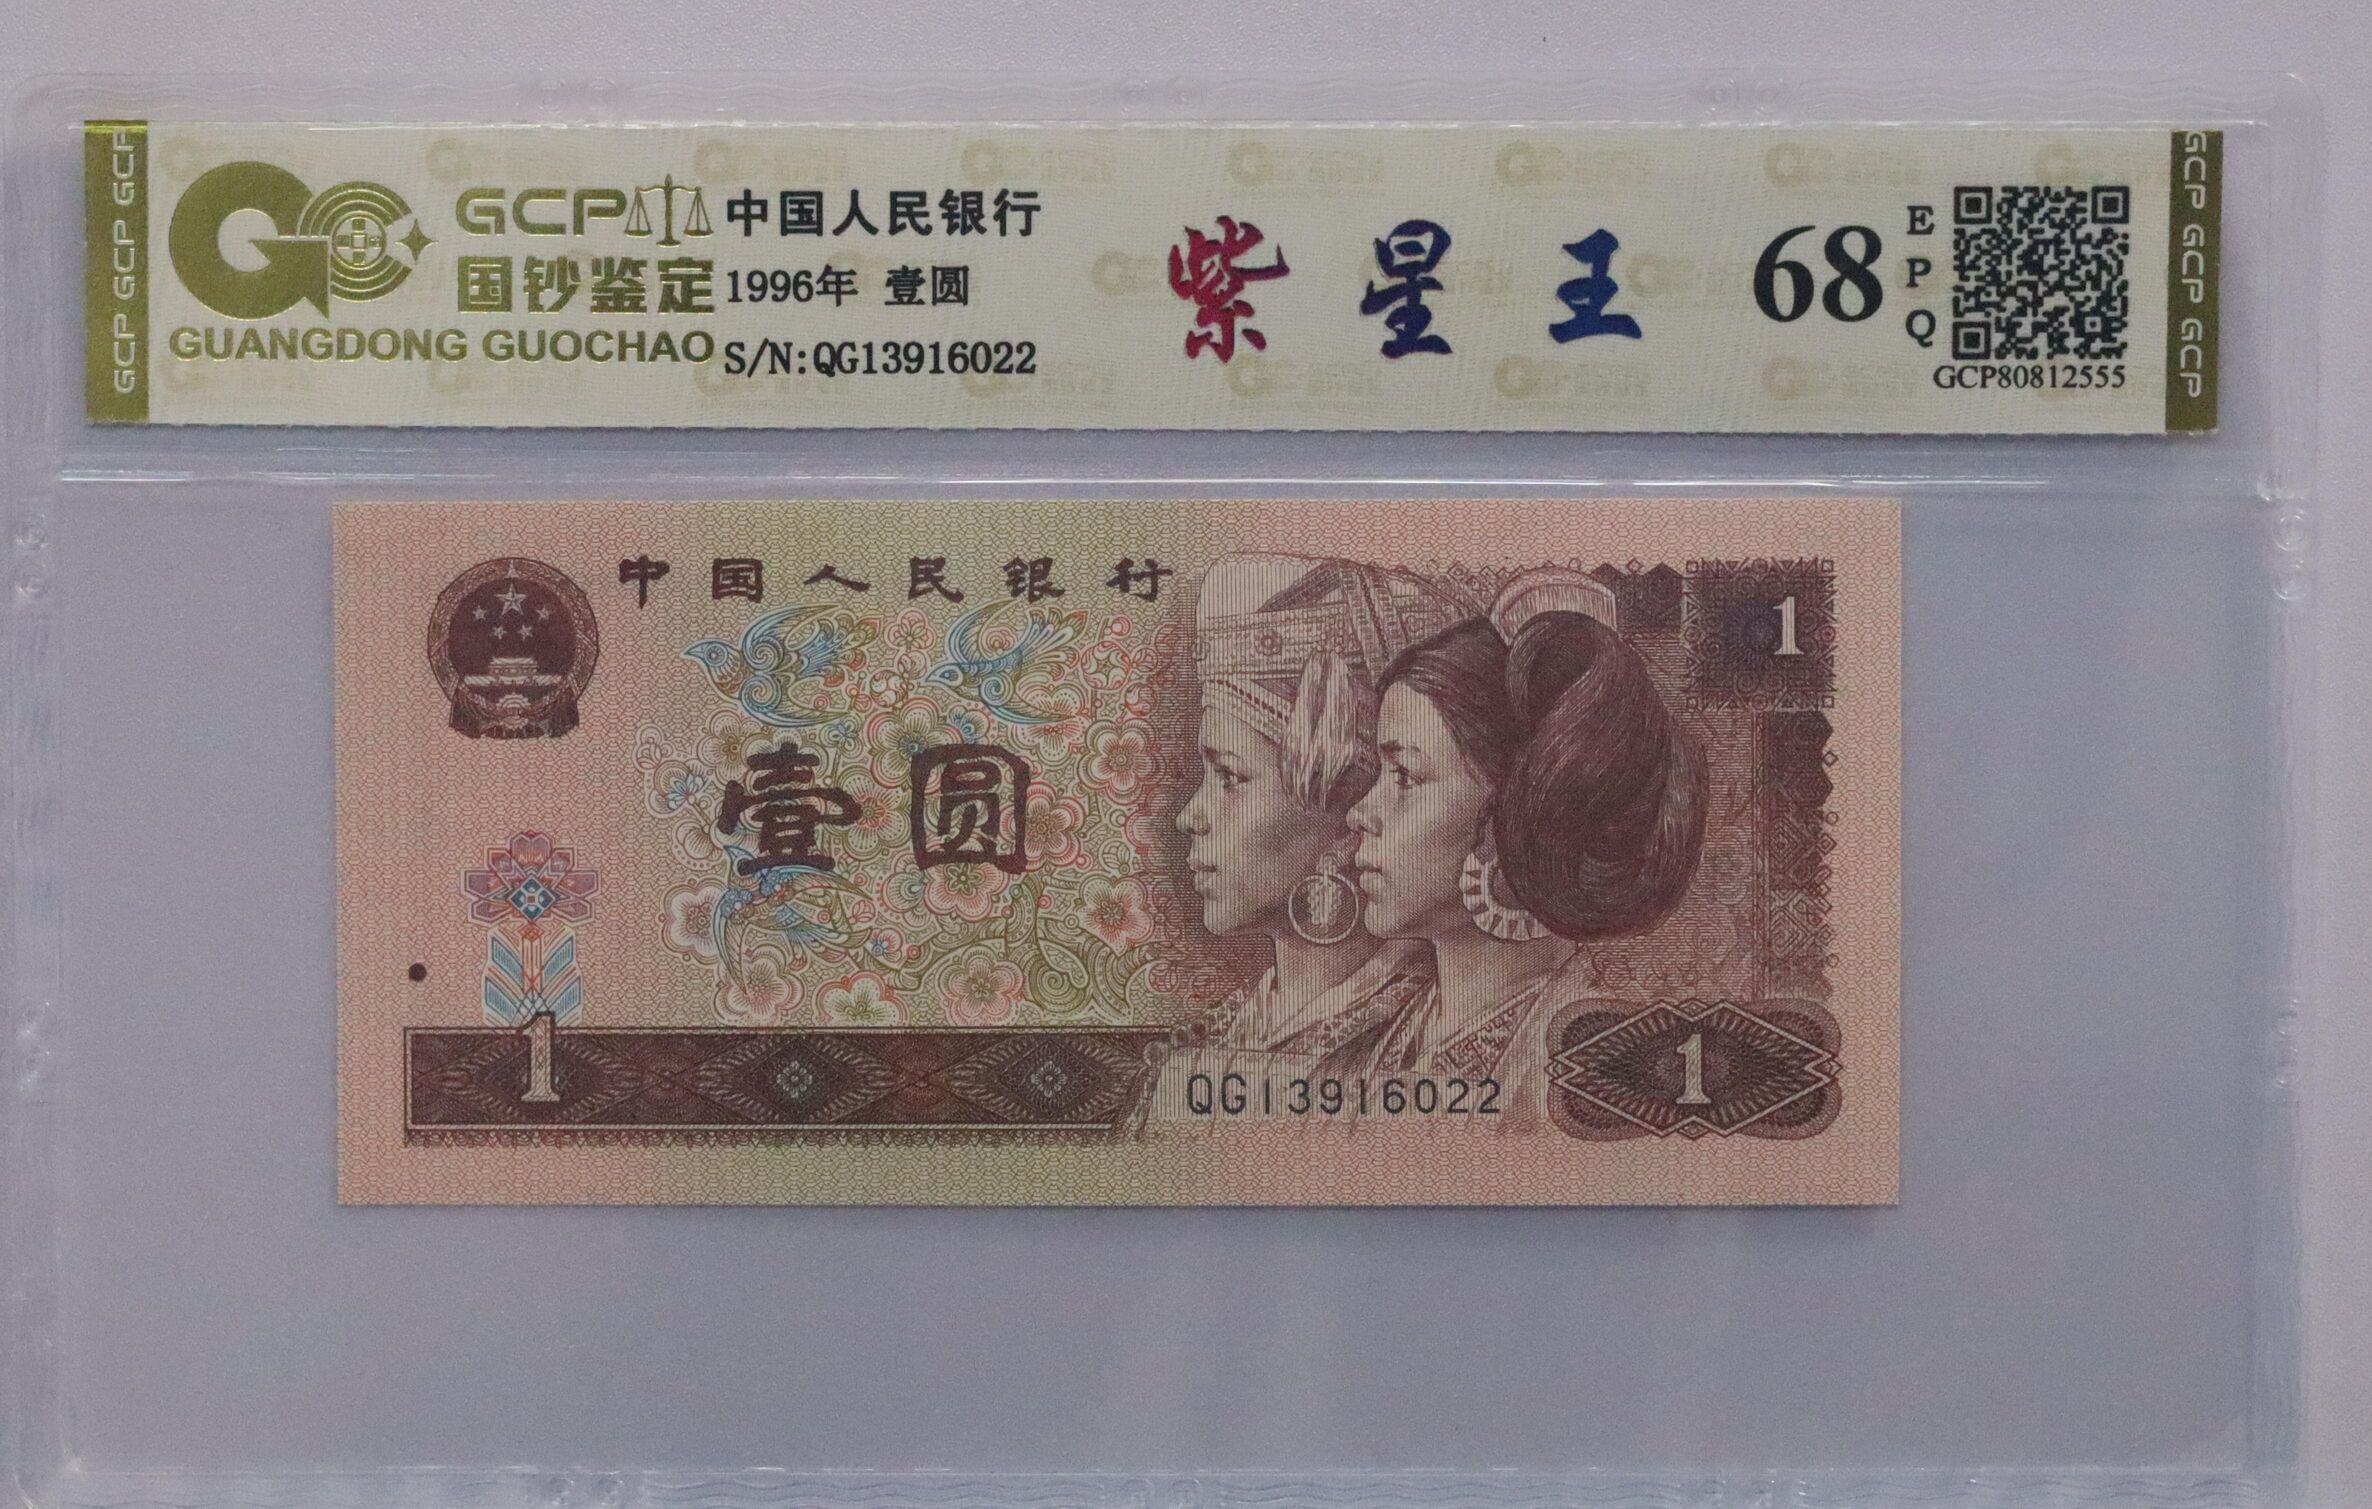 GCP GCP GCP
GCP
国钞鉴定
GUANGDONG GUOCHAO
中国人民银行
1996年 壹圆
S/N:QG13916022
紫星王
68
EPQ
GCP80812555
GCP GCP GCP
中国人民银行
1
壹圆
1
QG13916022
1